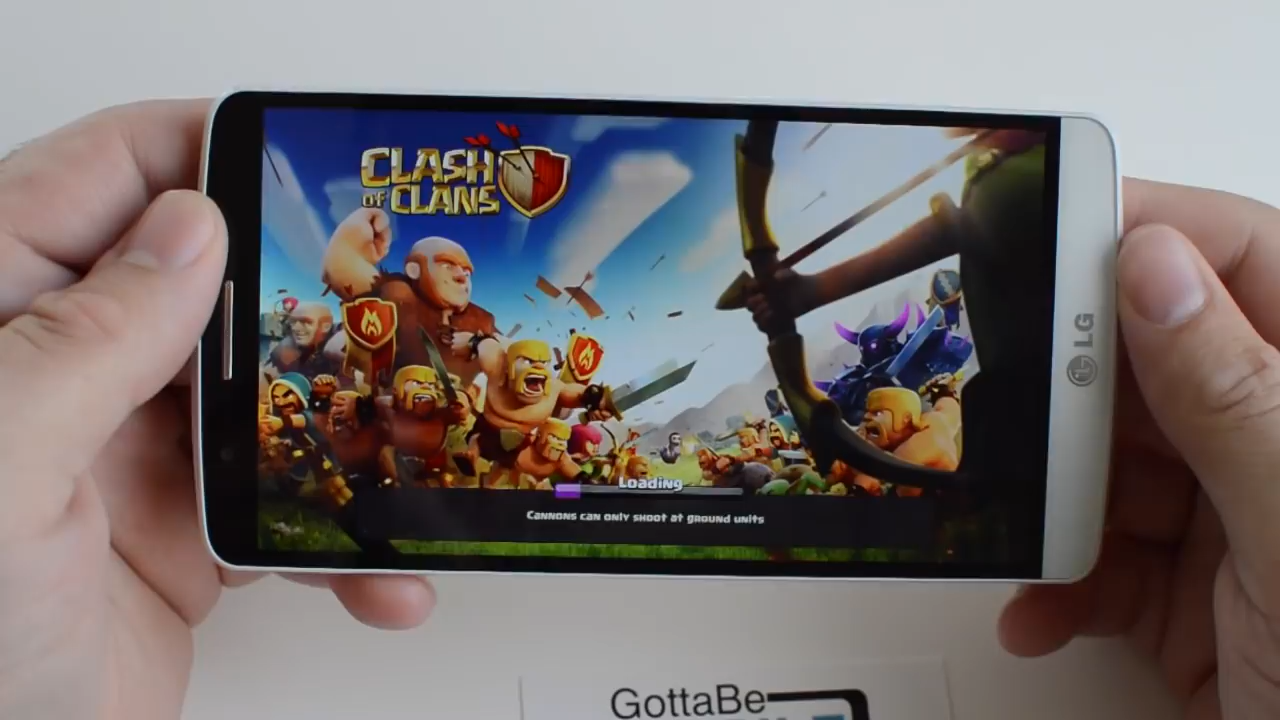 CLASH
OF CLANS
LG
Loading
Cannons can only shoot at ground units
GottaBe